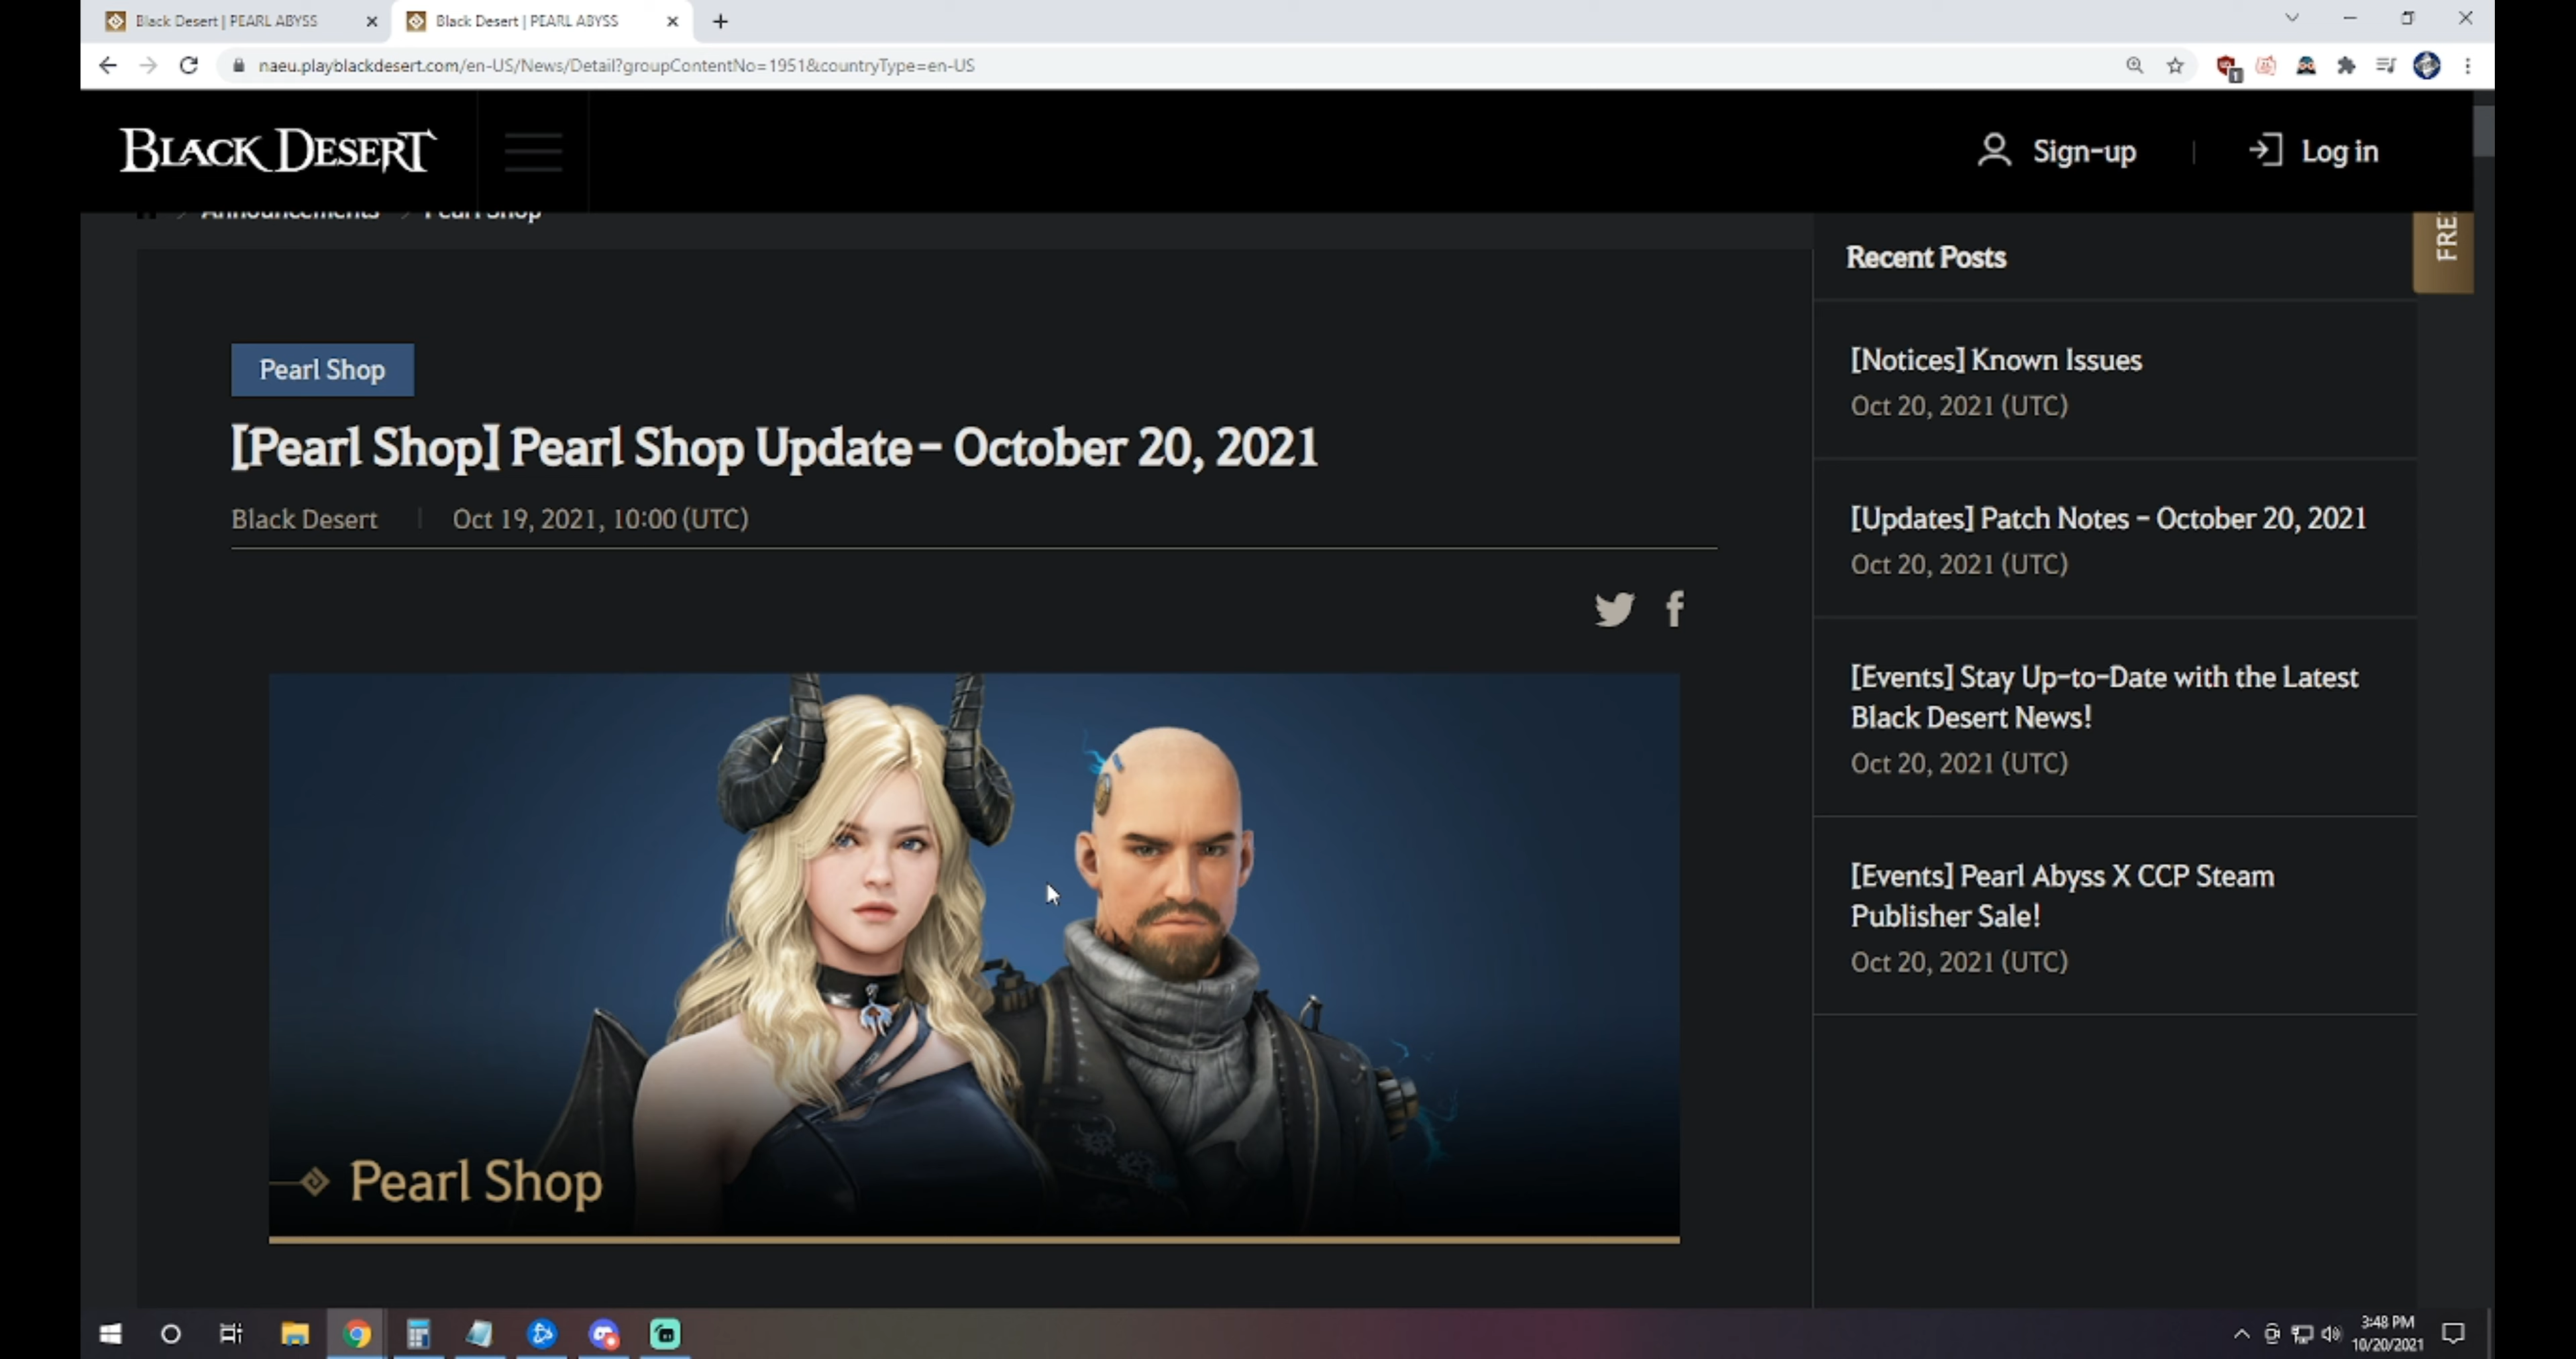 Black Desert | PEARL ABYSS
Black Desert | PEARL ABYSS
naeu.playblackdesert.com/en-US/News/Detail?groupContentNo=1951&countryType=en-US
1
BLACK DESERT
Sign-up
Log in
Announcements > Pearl Shop
Pearl Shop
[Pearl Shop] Pearl Shop Update - October 20, 2021
Black Desert | Oct 19, 2021, 10:00 (UTC)
Pearl Shop
FRE
Recent Posts
[Notices] Known Issues
Oct 20, 2021 (UTC)
[Updates] Patch Notes - October 20, 2021
Oct 20, 2021 (UTC)
[Events] Stay Up-to-Date with the Latest
Black Desert News!
Oct 20, 2021 (UTC)
[Events] Pearl Abyss X CCP Steam
Publisher Sale!
Oct 20, 2021 (UTC)
3:48 PM
10/20/2021